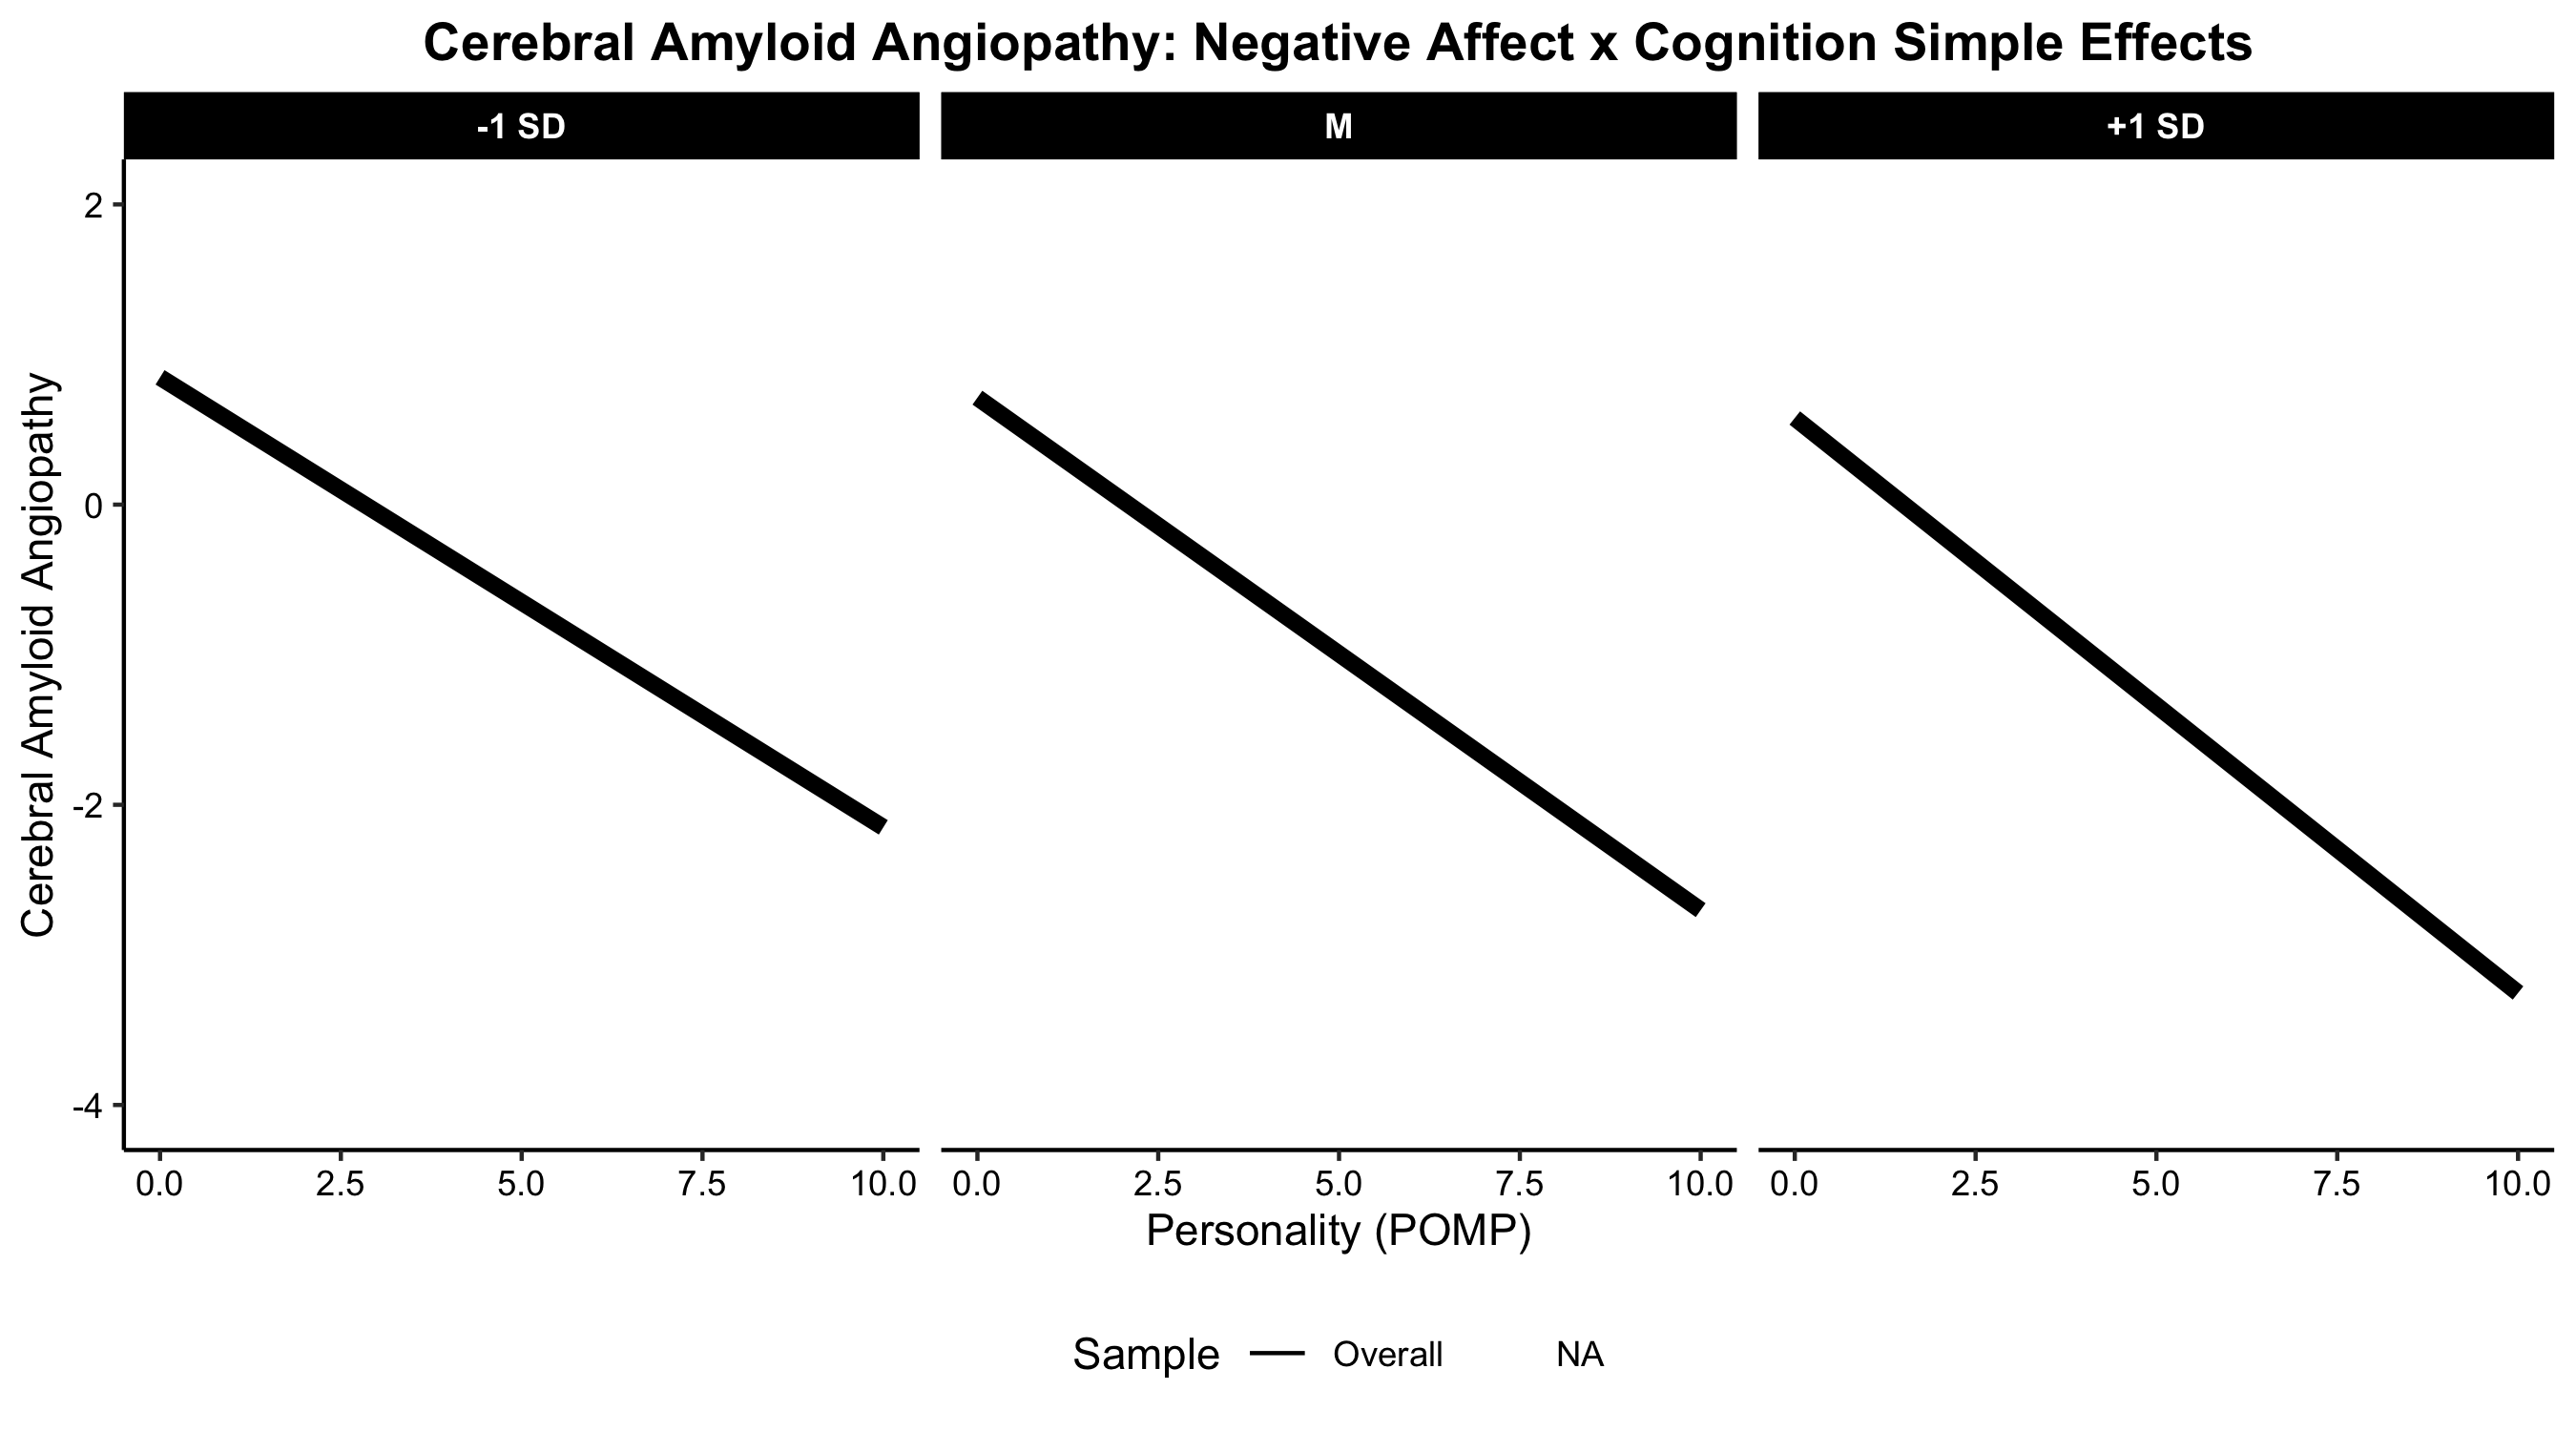 Cerebral Amyloid Angiopathy: Negative Affect x Cognition Simple Effects
-1 SD
M
+1 SD
Cerebral Amyloid Angiopathy
2
0
-2
-4
0.0 2.5 5.0 7.5 10.0 0.0 2.5 5.0 7.5 10.0 0.0 2.5 5.0 7.5 10.0
Personality (POMP)
Sample Overall NA